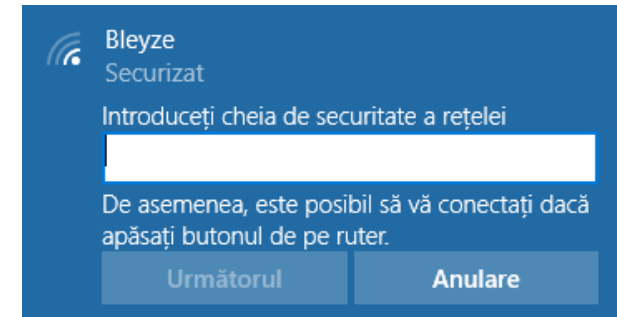 Bleyze
Securizat
Introduceți cheia de securitate a rețelei
De asemenea, este posibil să vă conectați dacă
apăsați butonul de pe ruter.
Următorul
Anulare